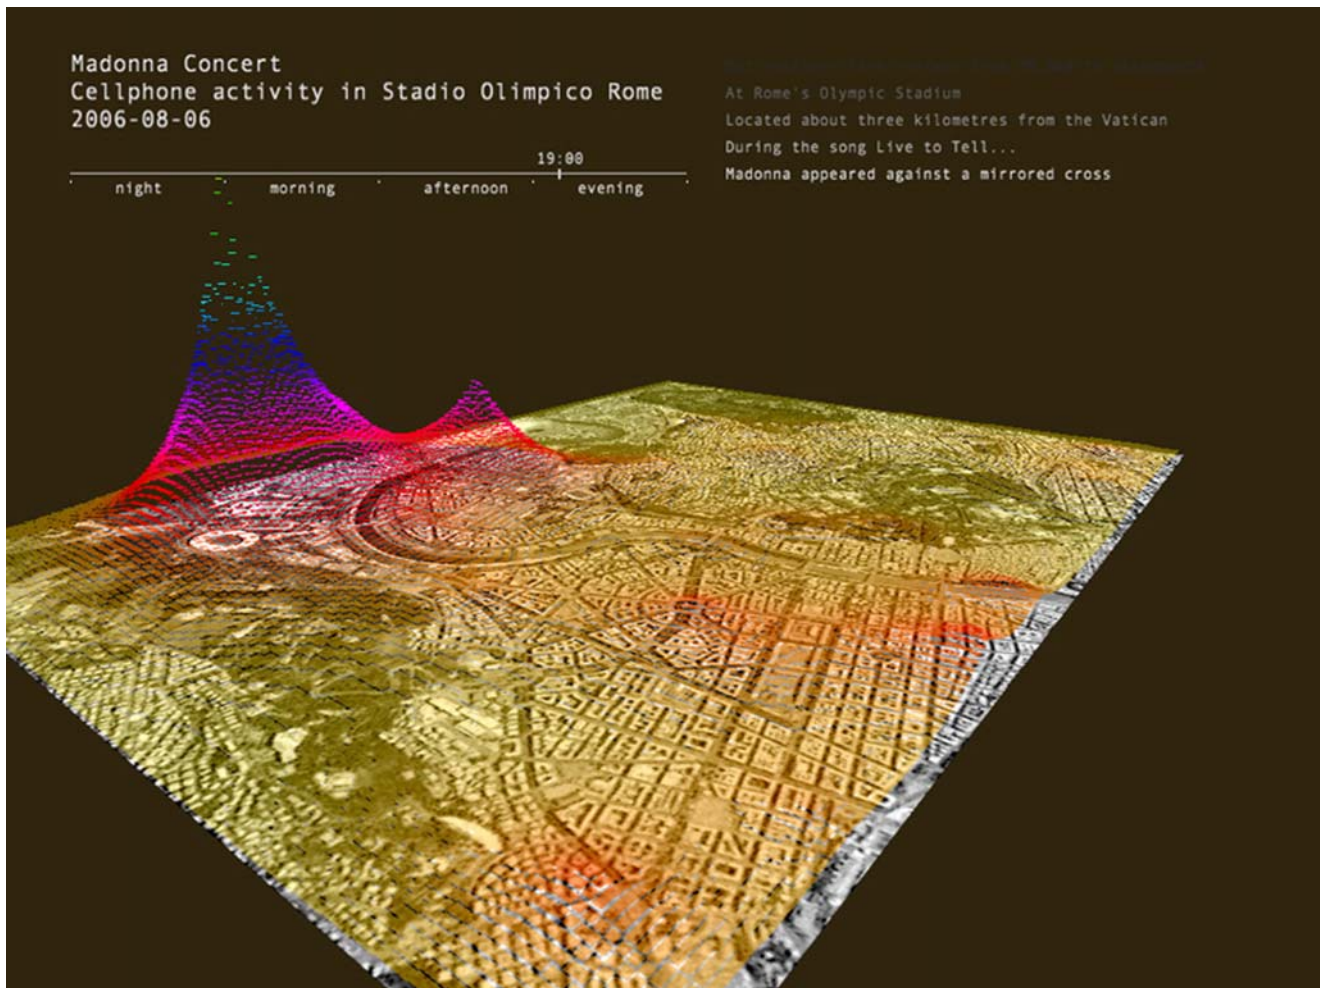 Madonna Concert
Cellphone activity in Stadio Olimpico Rome
2006-08-06
19:00
night morning afternoon evening
At Rome's Olympic Stadium
Located about three kilometres from the Vatican
During the song Live to Tell...
Madonna appeared against a mirrored cross